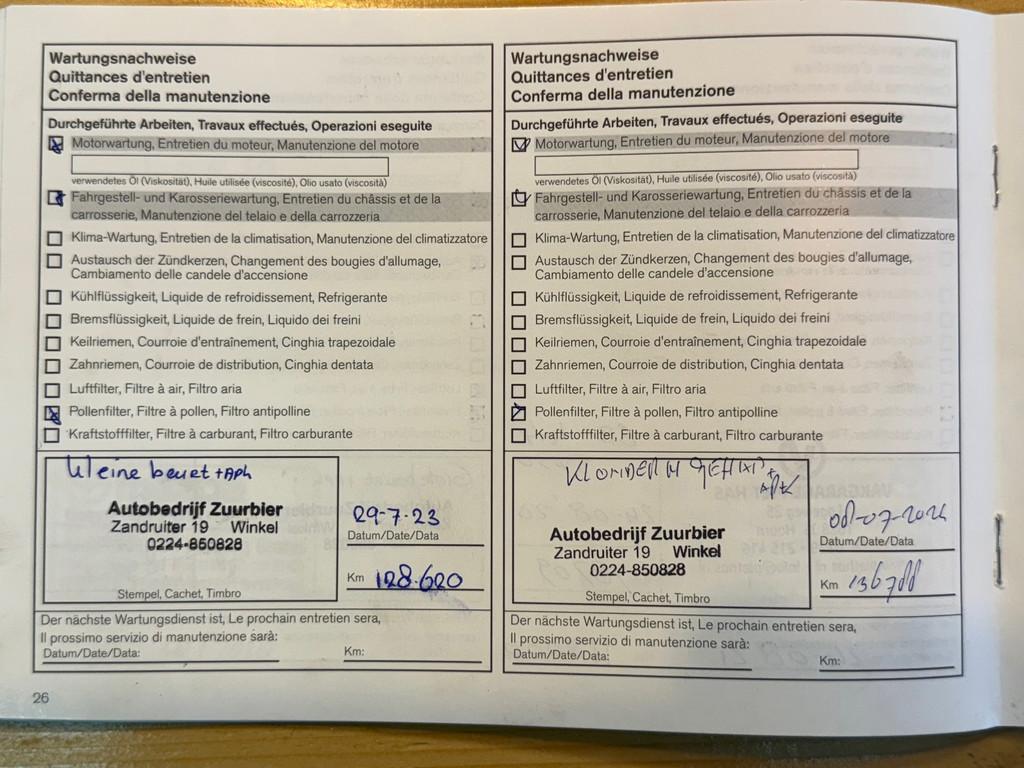 Wartungsnachweise
Quittances d'entretien
Conferma della manutenzione
Durchgeführte Arbeiten, Travaux effectués, Operazioni eseguite
Motorwartung, Entretien du moteur, Manutenzione del motore
verwendetes Öl (Viskosität), Huile utilisée (viscosité), Olio usato (viscosità)
Fahrgestell- und Karosseriewartung, Entretien du châssis et de la
carrosserie, Manutenzione del telaio e della carrozzeria
Klima-Wartung, Entretien de la climatisation, Manutenzione del climatizzatore
Austausch der Zündkerzen, Changement des bougies d'allumage,
Cambiamento delle candele d'accensione
Kühlflüssigkeit, Liquide de refroidissement, Refrigerante
Bremsflüssigkeit, Liquide de frein, Liquido dei freini
Keilriemen, Courroie d'entraînement, Cinghia trapezoidale
Zahnriemen, Courroie de distribution, Cinghia dentata
Luftfilter, Filtre à air, Filtro aria
Pollenfilter, Filtre à pollen, Filtro antipolline
Kraftstofffilter, Filtre à carburant, Filtro carburante
Kleine beurt + APK
Autobedrijf Zuurbier
Zandruiter 19 Winkel
0224-850828
Stempel, Cachet, Timbro
29-7-23
Datum/Date/Data
Km 128.620
Der nächste Wartungsdienst ist, Le prochain entretien sera,
Il prossimo servizio di manutenzione sarà:
Datum/Date/Data:
Km:
26
Wartungsnachweise
Quittances d'entretien
Conferma della manutenzione
Durchgeführte Arbeiten, Travaux effectués, Operazioni eseguite
Motorwartung, Entretien du moteur, Manutenzione del motore
verwendetes Öl (Viskosität), Huile utilisée (viscosité), Olio usato (viscosità)
Fahrgestell- und Karosseriewartung, Entretien du châssis et de la
carrosserie, Manutenzione del telaio e della carrozzeria
Klima-Wartung, Entretien de la climatisation, Manutenzione del climatizzatore
Austausch der Zündkerzen, Changement des bougies d'allumage,
Cambiamento delle candele d'accensione
Kühlflüssigkeit, Liquide de refroidissement, Refrigerante
Bremsflüssigkeit, Liquide de frein, Liquido dei freini
Keilriemen, Courroie d'entraînement, Cinghia trapezoidale
Zahnriemen, Courroie de distribution, Cinghia dentata
Luftfilter, Filtre à air, Filtro aria
Pollenfilter, Filtre à pollen, Filtro antipolline
Kraftstofffilter, Filtre à carburant, Filtro carburante
Autobedrijf Zuurbier
Zandruiter 19 Winkel
0224-850828
Stempel, Cachet, Timbro
Datum/Date/Data
Km
Der nächste Wartungsdienst ist, Le prochain entretien sera,
Il prossimo servizio di manutenzione sarà:
Datum/Date/Data:
Km: